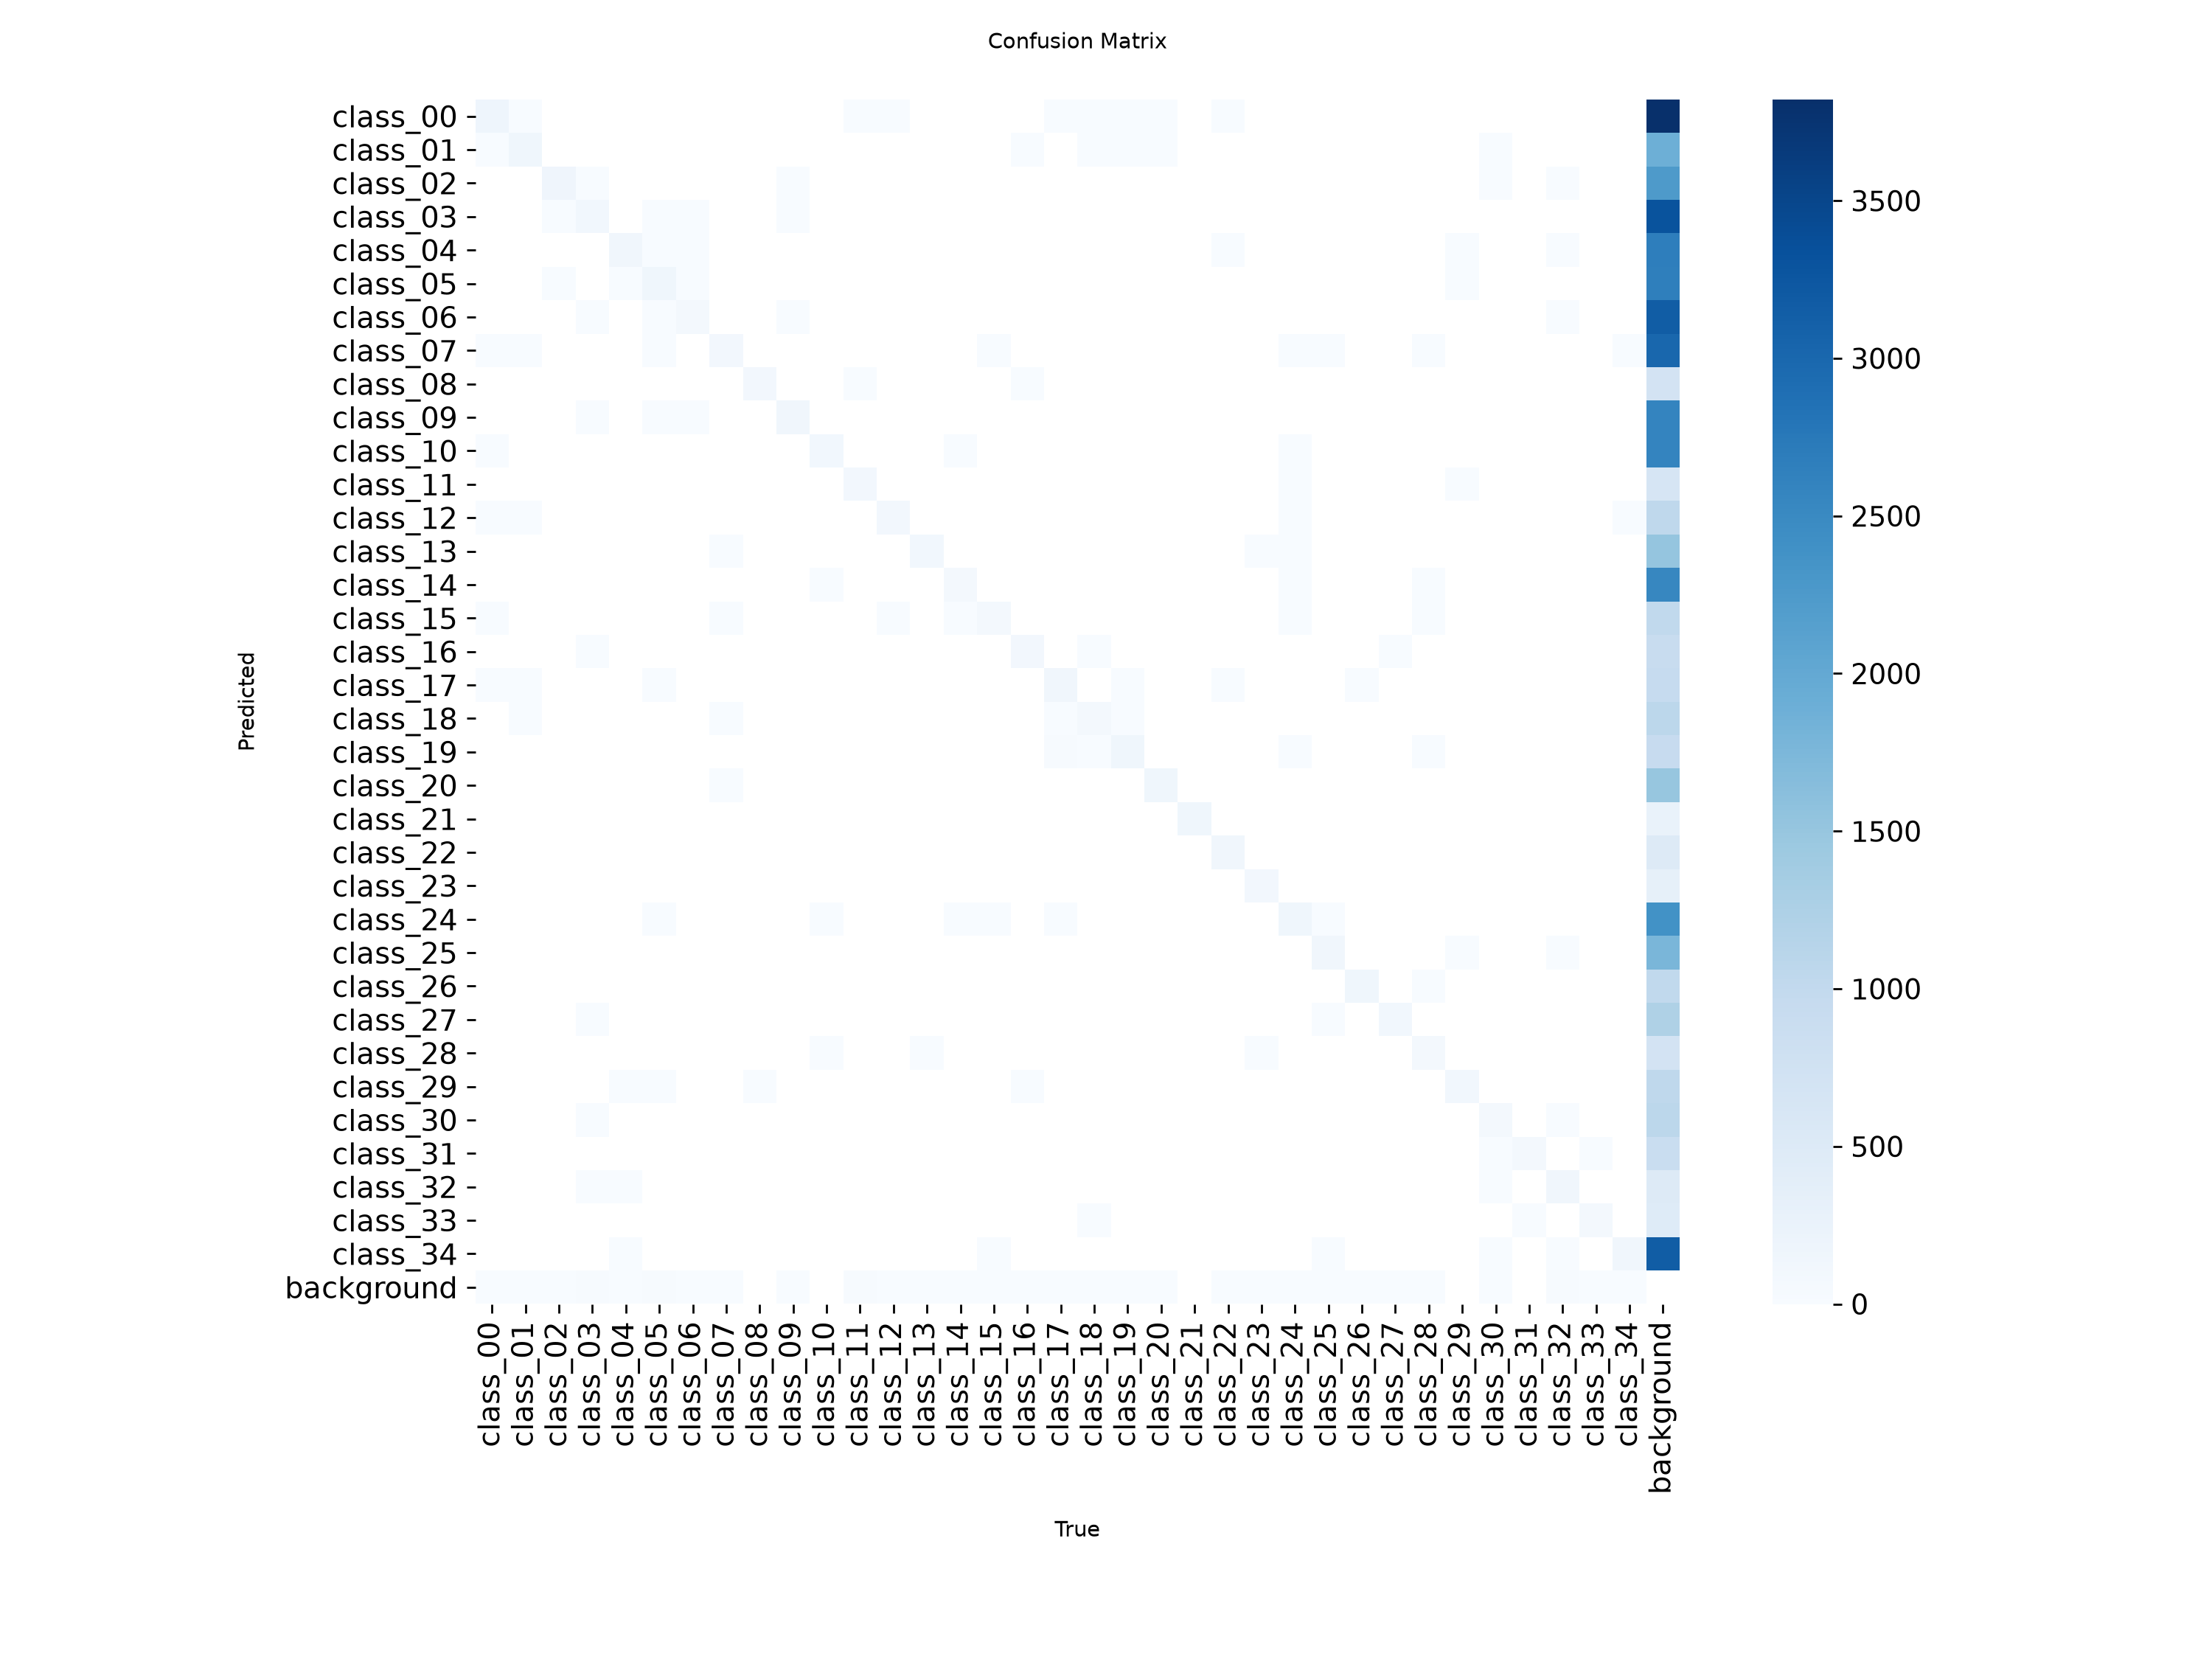 Confusion Matrix
class_00
class_01
class_02
class_03
class_04
class_05
class_06
class_07
class_08
class_09
class_10
class_11
class_12
class_13
class_14
class_15
class_16
class_17
class_18
class_19
class_20
class_21
class_22
class_23
class_24
class_25
class_26
class_27
class_28
class_29
class_30
class_31
class_32
class_33
class_34
background
Predicted
class_00
class_01
class_02
class_03
class_04
class_05
class_06
class_07
class_08
class_09
class_10
class_11
class_12
class_13
class_14
class_15
class_16
class_17
class_18
class_19
class_20
class_21
class_22
class_23
class_24
class_25
class_26
class_27
class_28
class_29
class_30
class_31
class_32
class_33
class_34
background
True
3500
3000
2500
2000
1500
1000
500
0